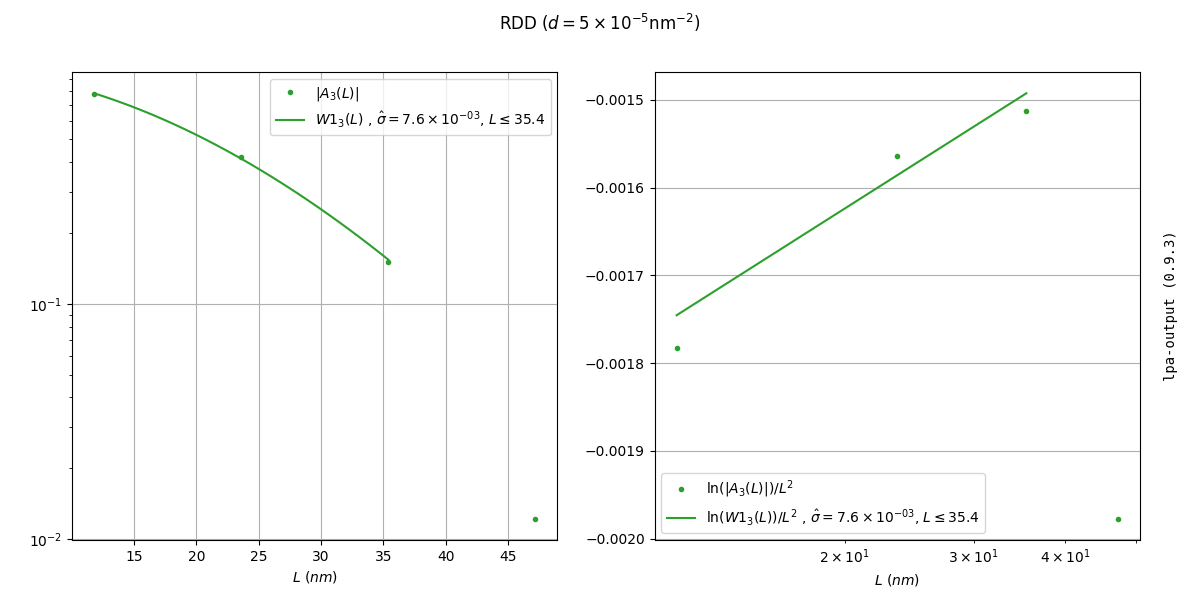 RDD (d = 5 × 10⁻⁵nm⁻²)
|A₃(L)|
W1₃(L) , σ̂ = 7.6 × 10⁻⁰³, L ≤ 35.4
10⁻¹
10⁻²
15 20 25 30 35 40 45
L (nm)
−0.0015
−0.0016
−0.0017
−0.0018
−0.0019
−0.0020
ln(|A₃(L)|)/L²
ln(W1₃(L))/L² , σ̂ = 7.6 × 10⁻⁰³, L ≤ 35.4
2 × 10¹ 3 × 10¹ 4 × 10¹
L (nm)
lpa-output (0.9.3)